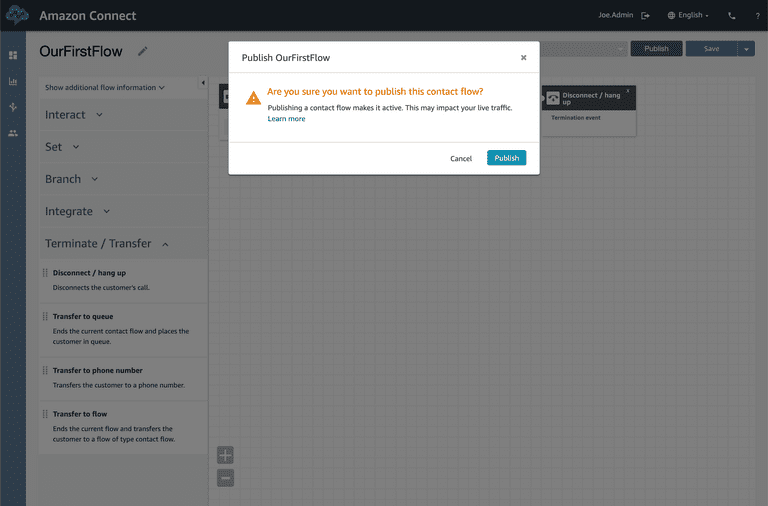 Amazon Connect
Joe.Admin
English
?
OurFirstFlow
Publish
Save
Show additional flow information
Interact
Set
Branch
Integrate
Terminate / Transfer
Disconnect / hang up
Disconnects the customer's call.
Transfer to queue
Ends the current contact flow and places the
customer in queue.
Transfer to phone number
Transfers the customer to a phone number.
Transfer to flow
Ends the current flow and transfers the
customer to a flow of type contact flow.
Publish OurFirstFlow
Are you sure you want to publish this contact flow?
Publishing a contact flow makes it active. This may impact your live traffic.
Learn more
Cancel
Publish
Disconnect / hang
up
Termination event